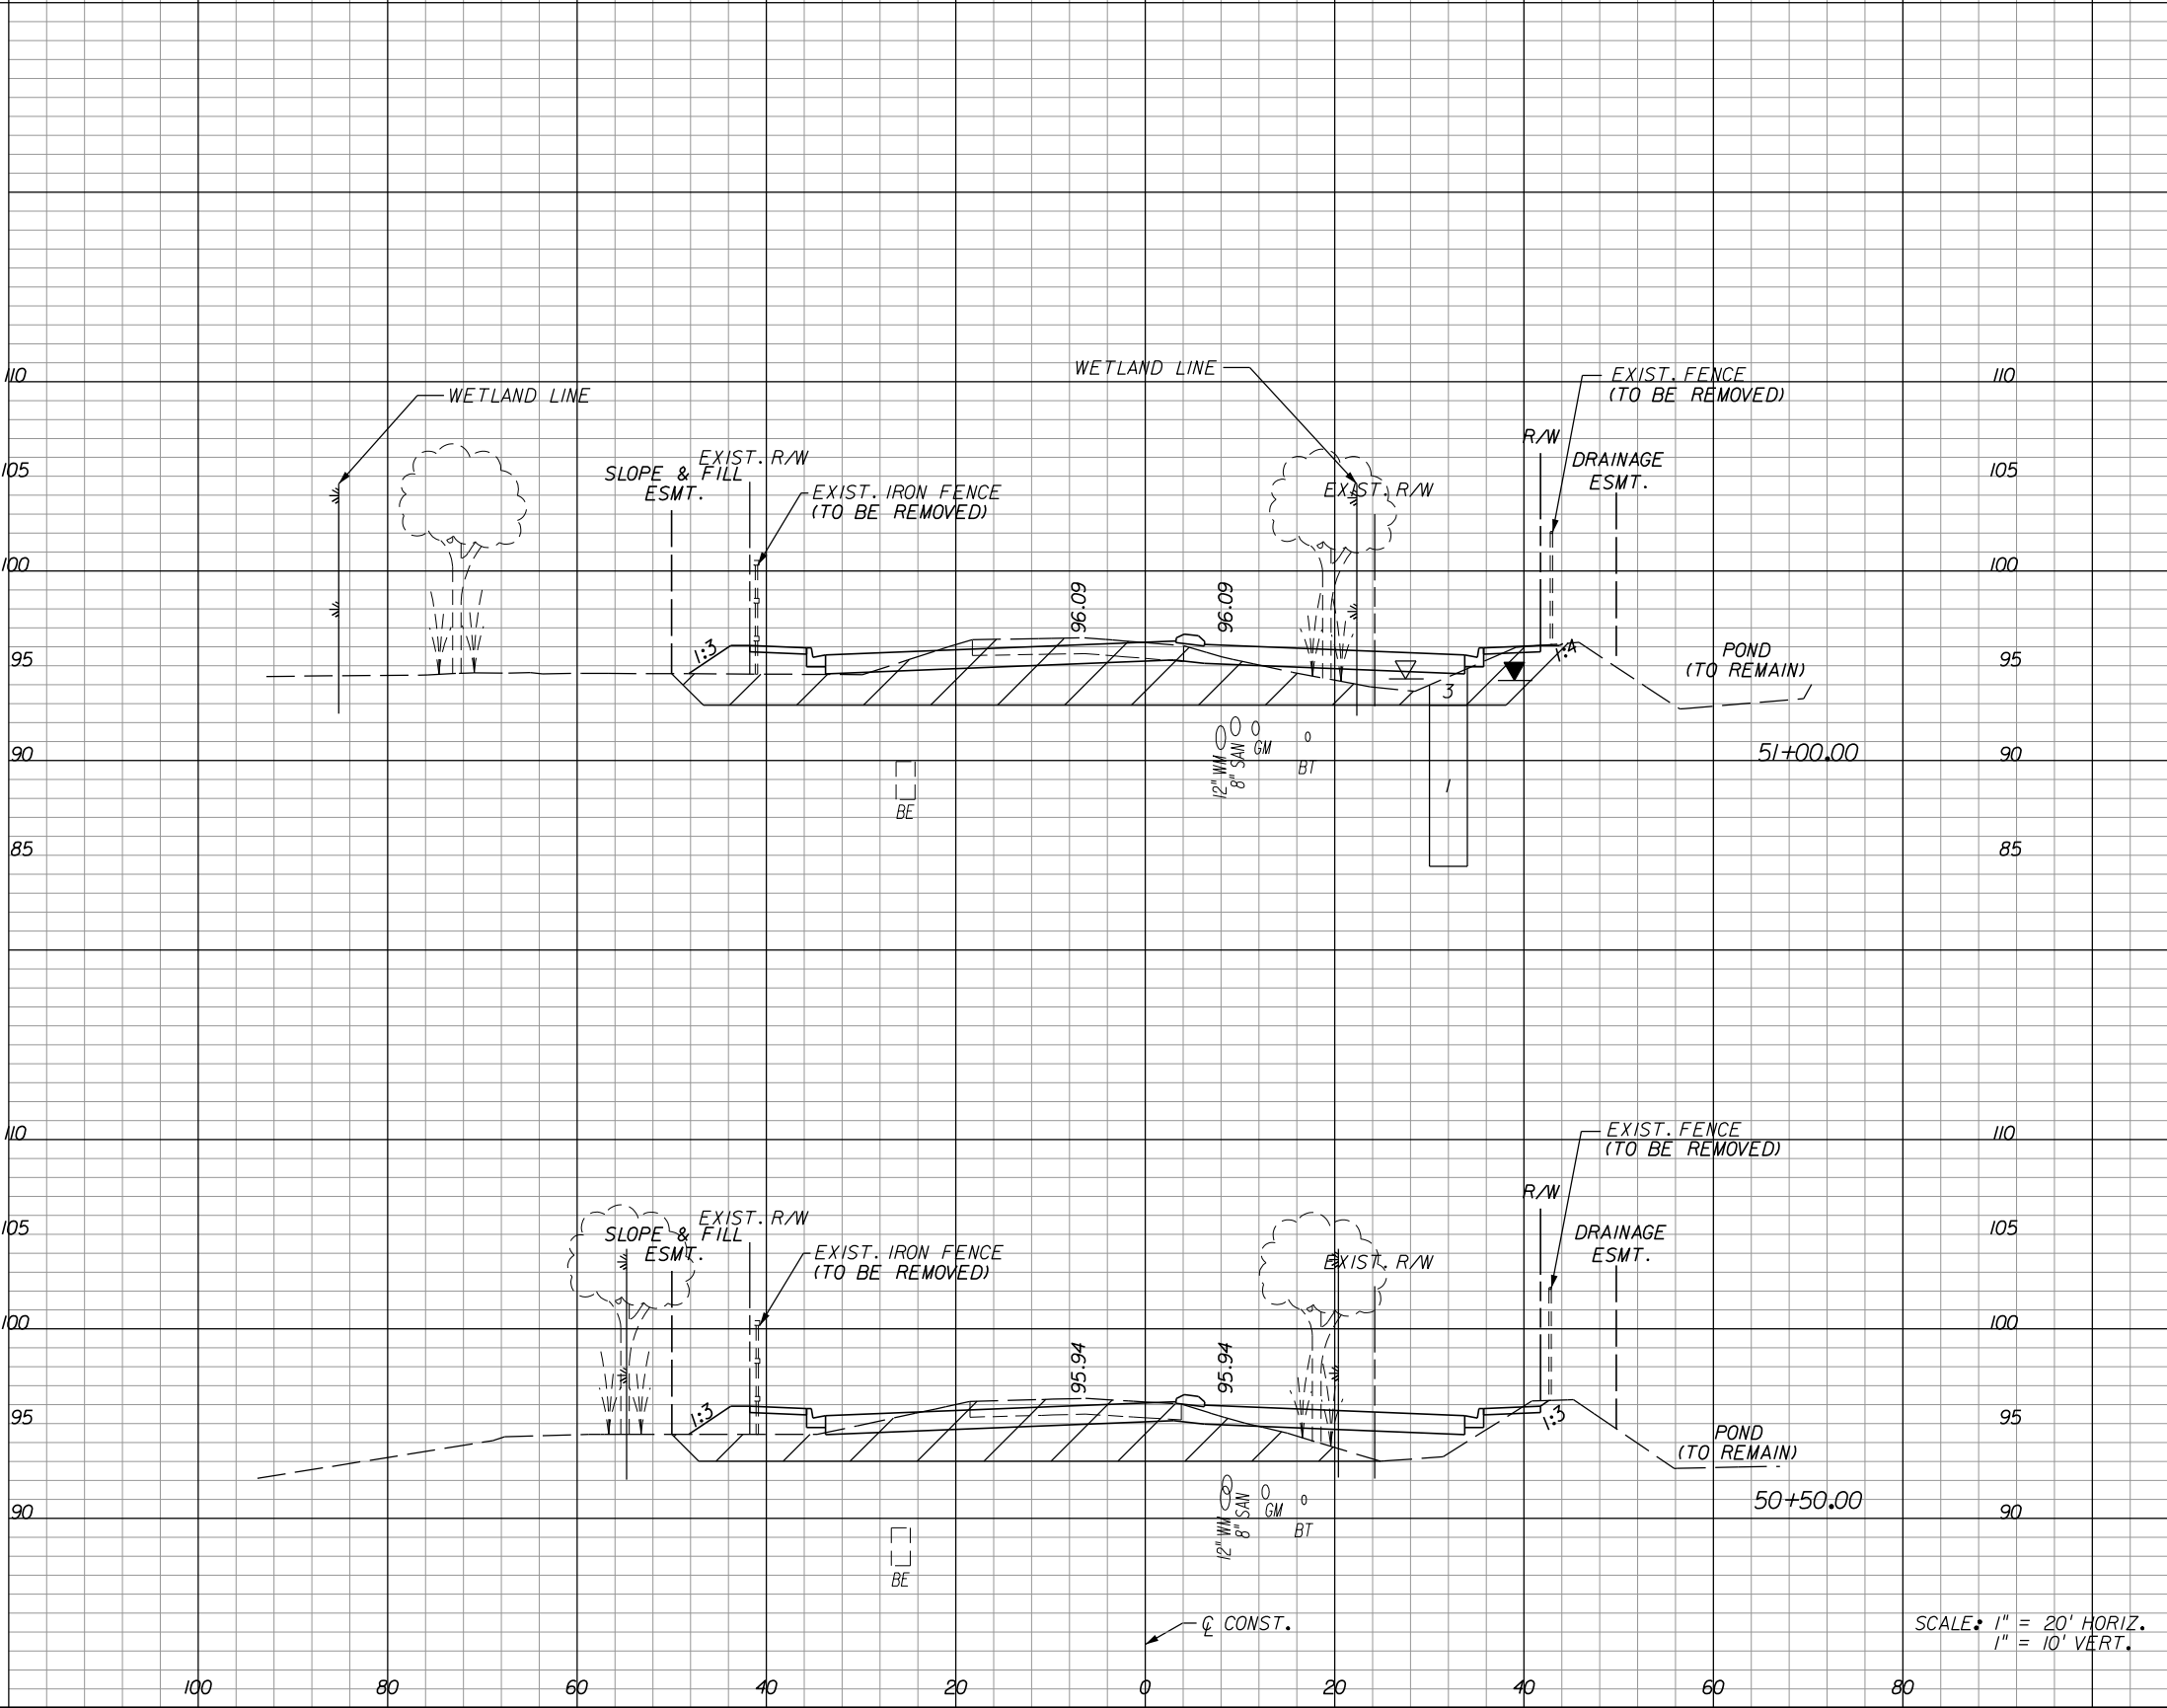 WETLAND LINE
EXIST. FENCE
(TO BE REMOVED)
110
110
WETLAND LINE
R/W
EXIST. R/W
DRAINAGE
ESMT.
105
105
SLOPE & FILL
ESMT.
EXIST. IRON FENCE
(TO BE REMOVED)
EXIST. R/W
100
100
96.09
96.09
1:3
1:4
95
95
POND
(TO REMAIN)
3
12" WM
8" SAN
GM
BT
51+00.00
90
90
1
BE
85
85
EXIST. FENCE
(TO BE REMOVED)
110
110
R/W
EXIST. R/W
105
105
SLOPE & FILL
ESMT.
DRAINAGE
ESMT.
EXIST. IRON FENCE
(TO BE REMOVED)
EXIST. R/W
100
100
95.94
95.94
1:3
1:3
95
95
POND
(TO REMAIN)
50+50.00
12" WM
8" SAN
GM
BT
90
90
BE
℄ CONST.
SCALE: 1" = 20' HORIZ.
1" = 10' VERT.
100 80 60 40 20 0 20 40 60 80